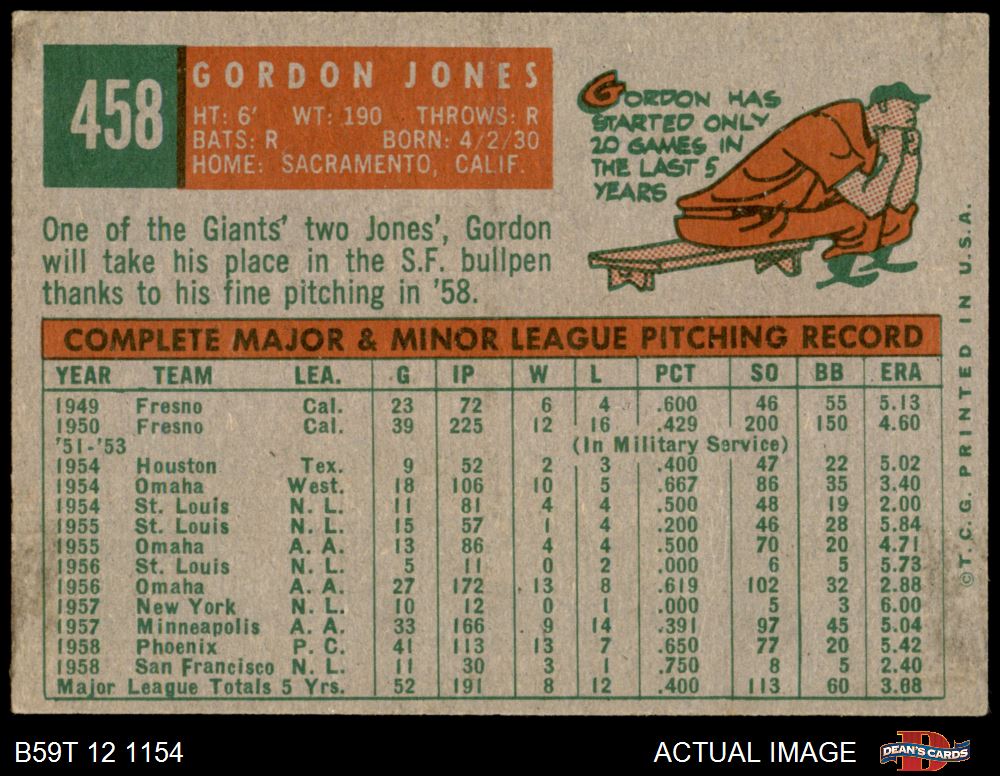 458
GORDON JONES
HT: 6' WT: 190 THROWS: R
BATS: R BORN: 4/2/30
HOME: SACRAMENTO, CALIF.
GORDON HAS
STARTED ONLY
20 GAMES IN
THE LAST 5
YEARS
One of the Giants' two Jones', Gordon
will take his place in the S.F. bullpen
thanks to his fine pitching in '58.
COMPLETE MAJOR & MINOR LEAGUE PITCHING RECORD
YEAR TEAM LEA. G IP W L PCT SO BB ERA
1949 Fresno Cal. 23 72 6 4 .600 46 55 5.13
1950 Fresno Cal. 39 225 12 16 .429 200 150 4.60
'51-'53 (In Military Service)
1954 Houston Tex. 9 52 2 3 .400 47 22 5.02
1954 Omaha West. 18 106 10 5 .667 86 35 3.40
1954 St. Louis N. L. 11 81 4 4 .500 48 19 2.00
1955 St. Louis N. L. 15 57 1 4 .200 46 28 5.84
1955 Omaha A. A. 13 86 4 4 .500 70 20 4.71
1956 St. Louis N. L. 5 11 0 2 .000 6 5 5.73
1956 Omaha A. A. 27 172 13 8 .619 102 32 2.88
1957 New York N. L. 10 12 0 1 .000 5 3 6.00
1957 Minneapolis A. A. 33 166 9 14 .391 97 45 5.04
1958 Phoenix P. C. 41 113 13 7 .650 77 20 5.42
1958 San Francisco N. L. 11 30 3 1 .750 8 5 2.40
Major League Totals 5 Yrs. 52 191 8 12 .400 113 60 3.68
©T.C.G. PRINTED IN U.S.A.
B59T 12 1154
ACTUAL IMAGE
DEAN'S CARDS